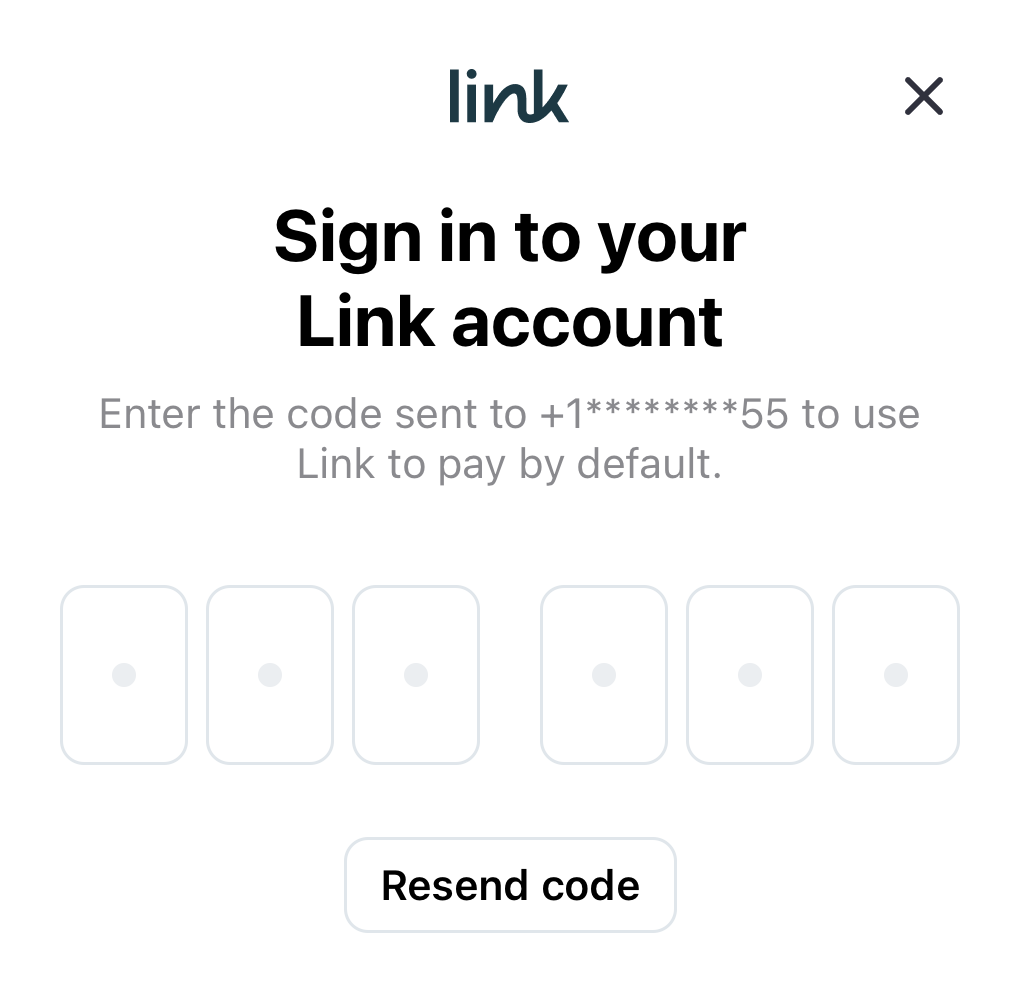 link
Sign in to your
Link account
Enter the code sent to +1********55 to use
Link to pay by default.
Resend code